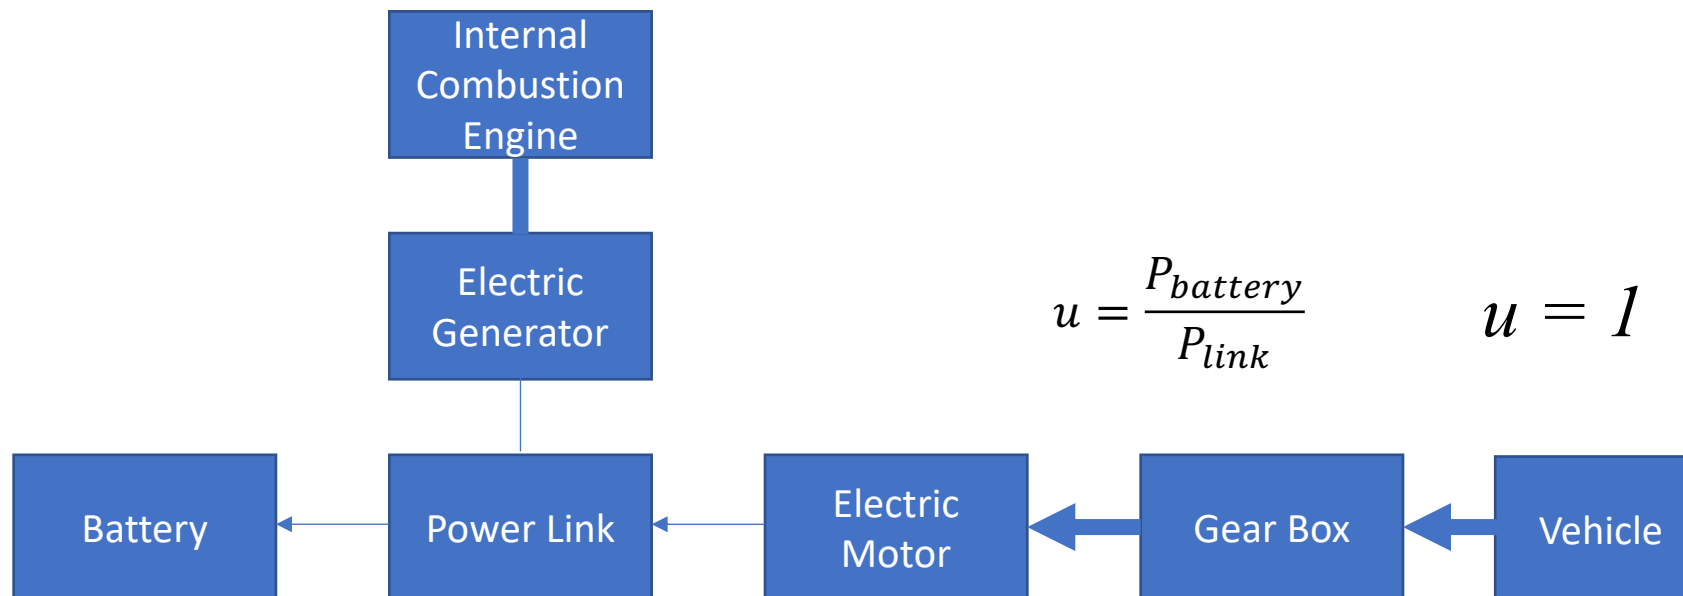 Internal
Combustion
Engine
Electric
Generator
u = P_battery / P_link
u = 1
Battery
Power Link
Electric
Motor
Gear Box
Vehicle